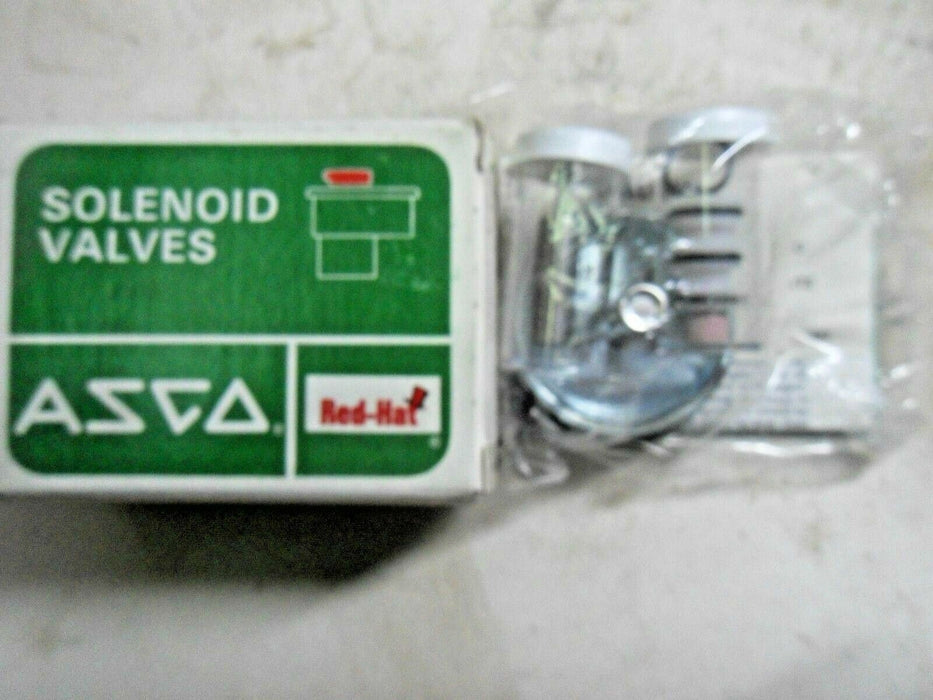 SOLENOID
VALVES
ASCO
Red-Hat